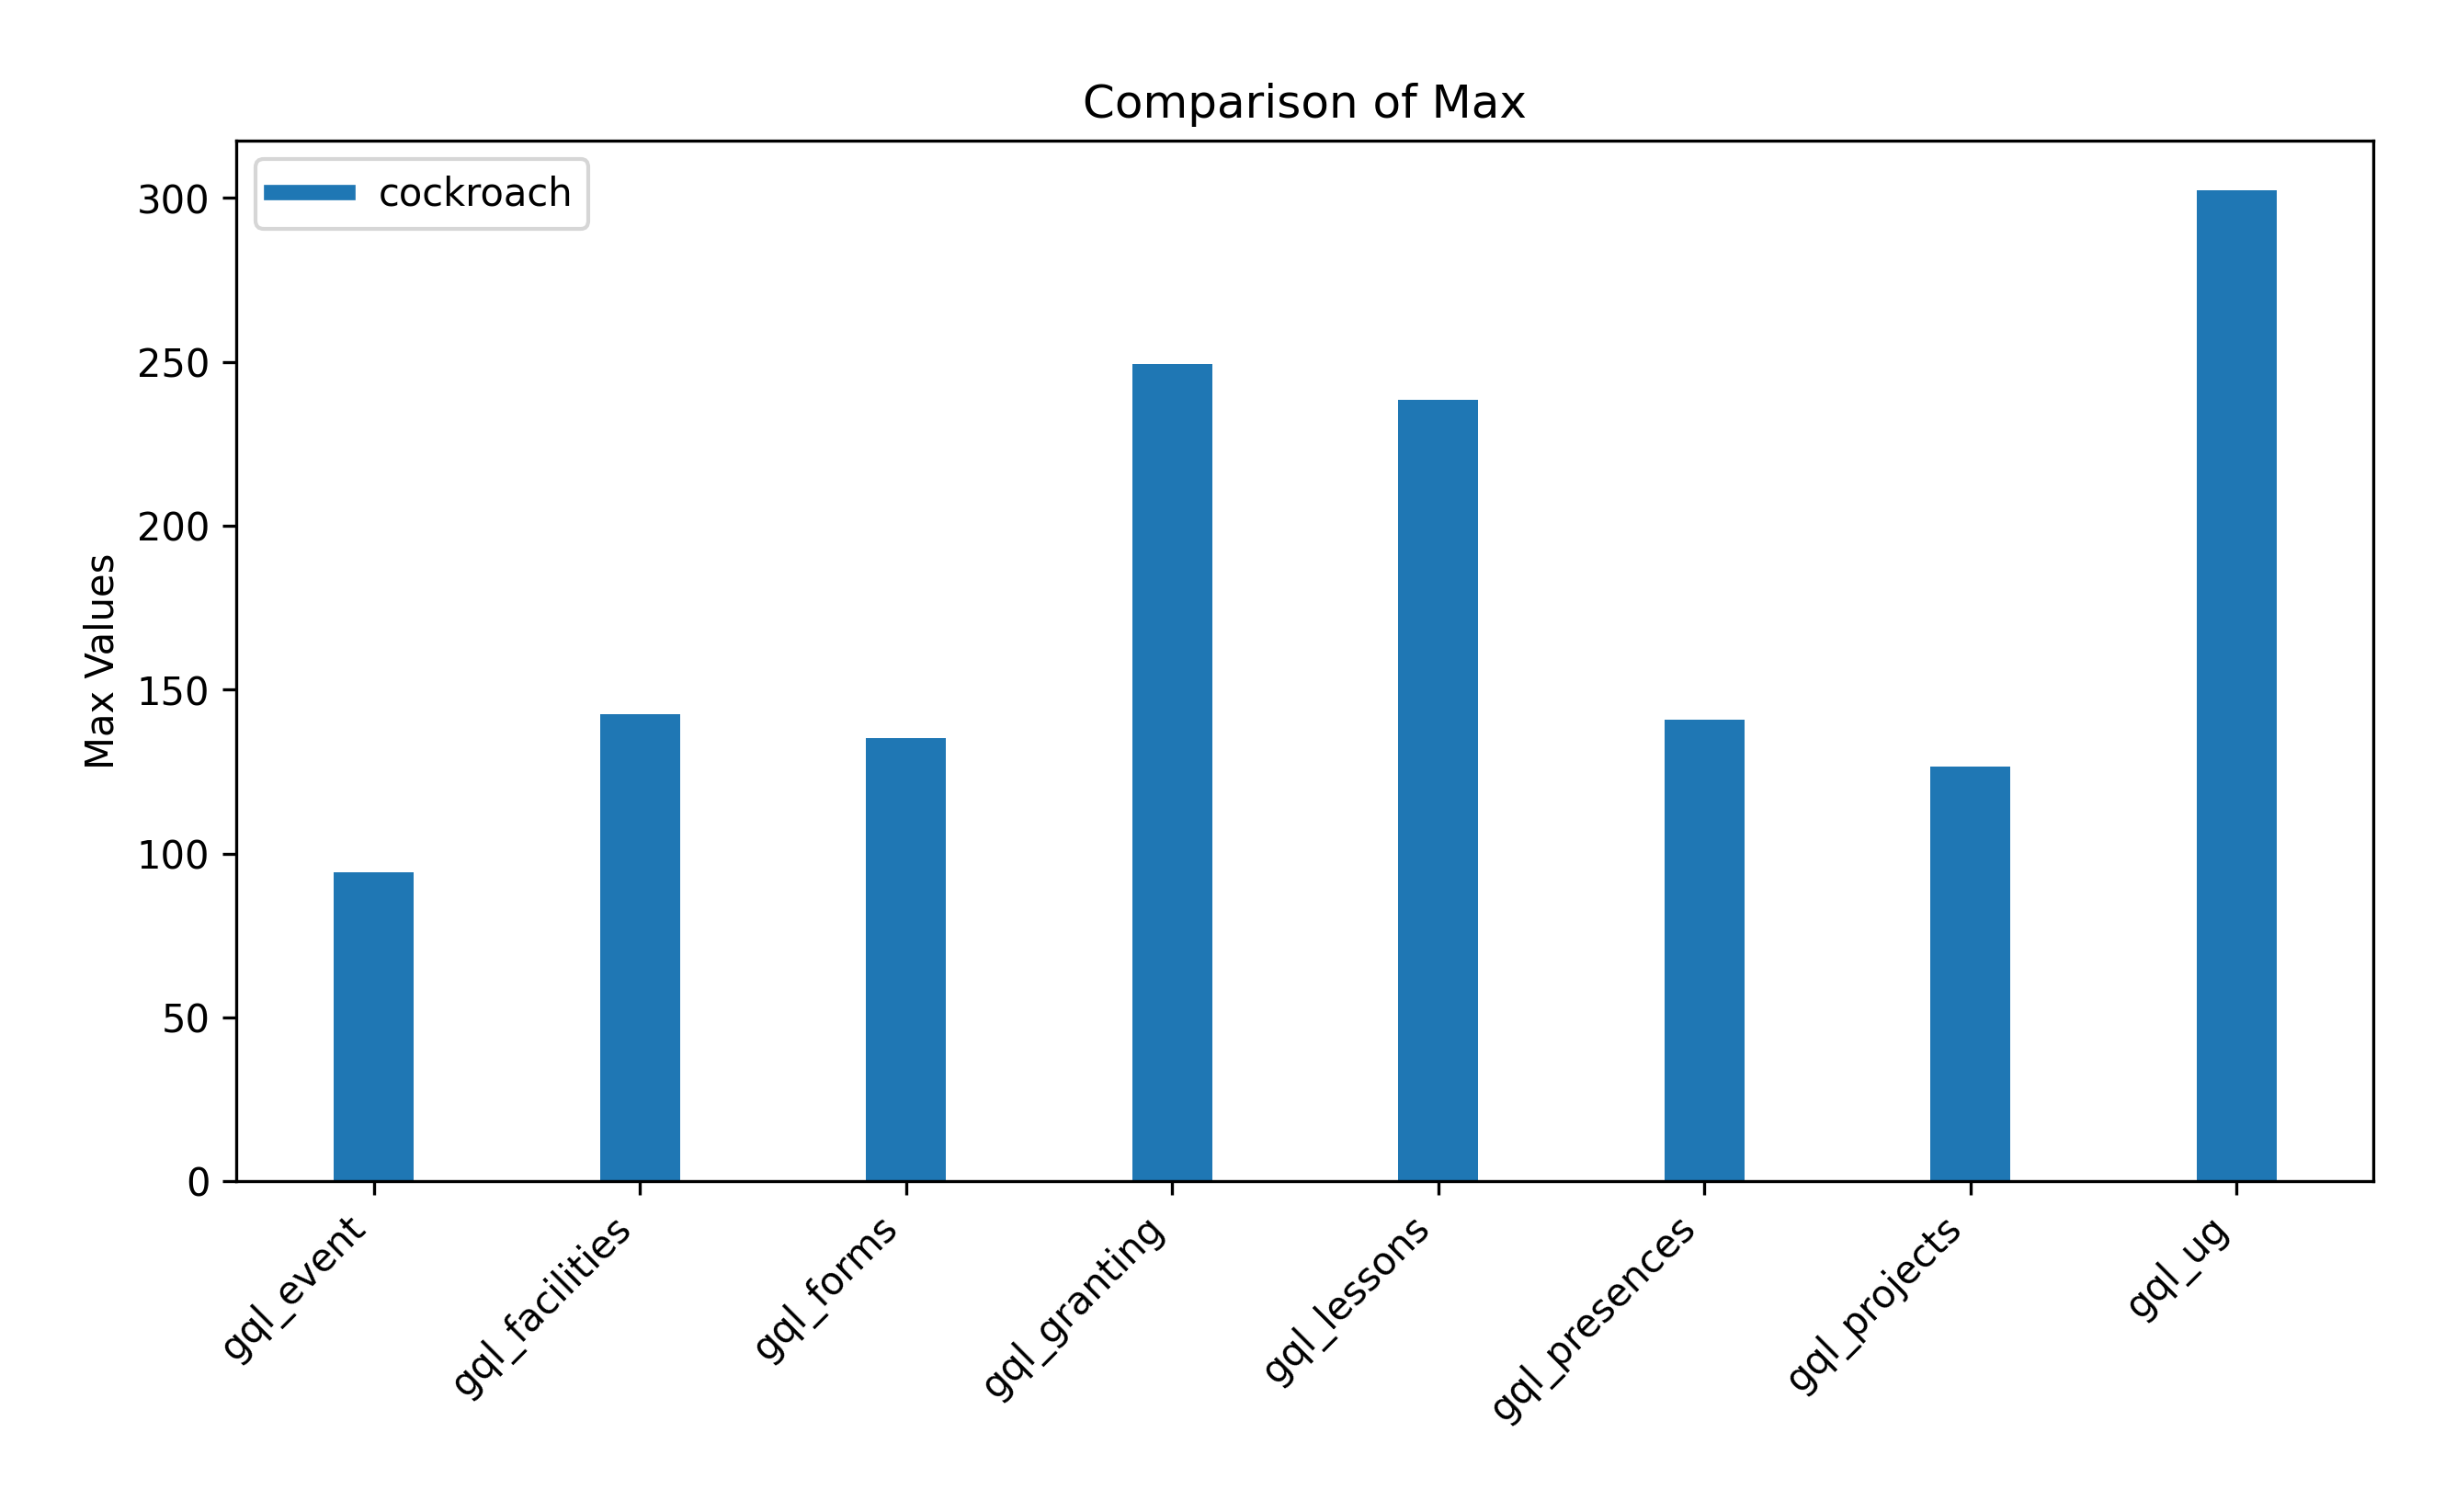 Comparison of Max
cockroach
Max Values
300
250
200
150
100
50
0
gql_event
gql_facilities
gql_forms
gql_granting
gql_lessons
gql_presences
gql_projects
gql_ug